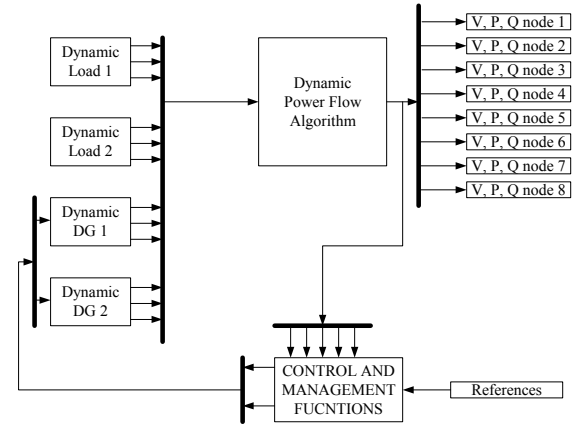 Dynamic
Load 1
Dynamic
Load 2
Dynamic
DG 1
Dynamic
DG 2
Dynamic
Power Flow
Algorithm
V, P, Q node 1
V, P, Q node 2
V, P, Q node 3
V, P, Q node 4
V, P, Q node 5
V, P, Q node 6
V, P, Q node 7
V, P, Q node 8
CONTROL AND
MANAGEMENT
FUCNTIONS
References